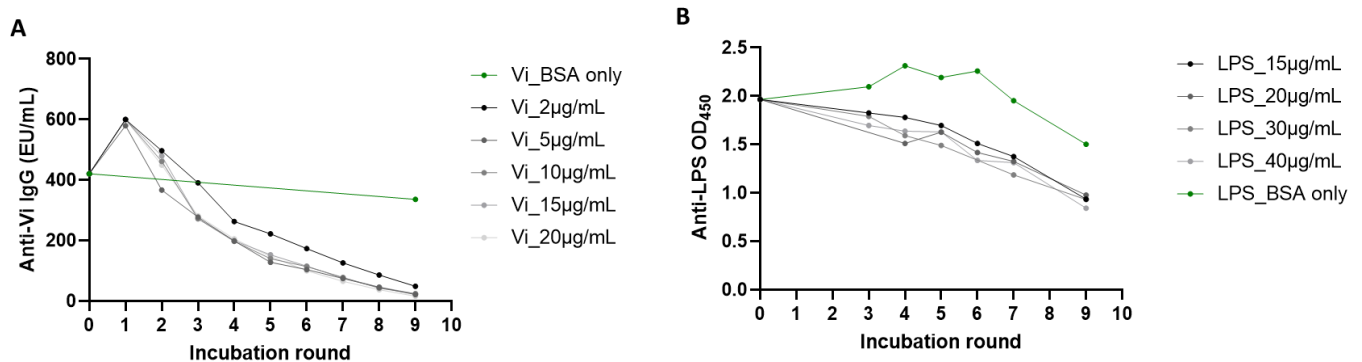 A
Anti-Vi IgG (EU/mL)
800
600
400
200
0
0 1 2 3 4 5 6 7 8 9 10
Incubation round
Vi_BSA only
Vi_2µg/mL
Vi_5µg/mL
Vi_10µg/mL
Vi_15µg/mL
Vi_20µg/mL
B
Anti-LPS OD450
2.5
2.0
1.5
1.0
0.5
0.0
0 1 2 3 4 5 6 7 8 9 10
Incubation round
LPS_15µg/mL
LPS_20µg/mL
LPS_30µg/mL
LPS_40µg/mL
LPS_BSA only